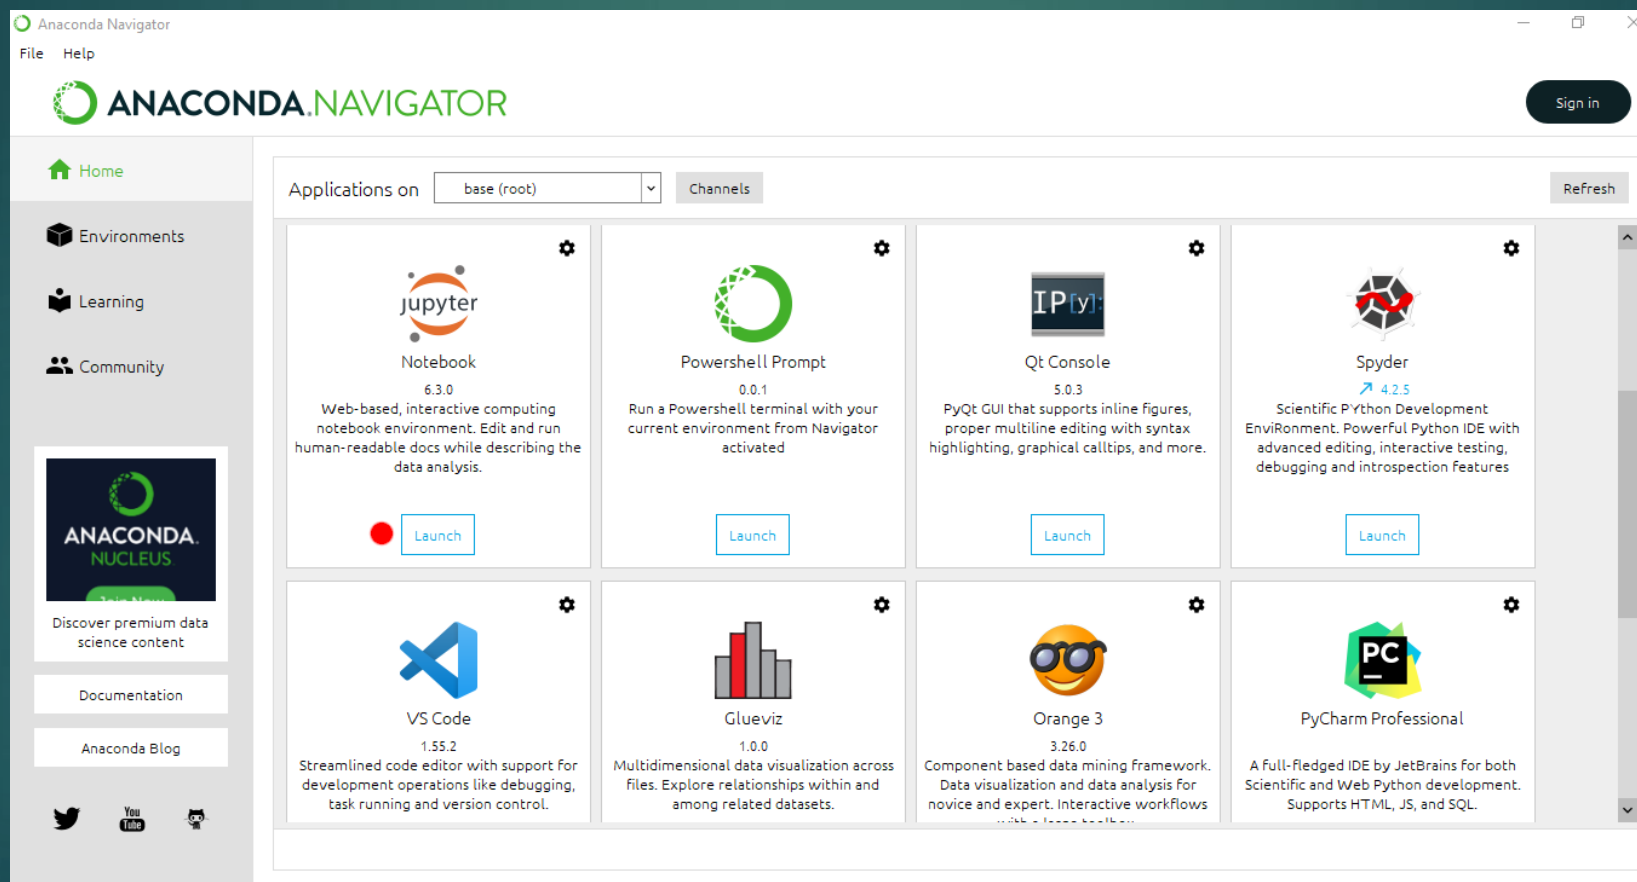 Anaconda Navigator
File Help
ANACONDA.NAVIGATOR
Sign in
Home
Environments
Learning
Community
ANACONDA.
NUCLEUS
Join Now
Discover premium data
science content
Documentation
Anaconda Blog
You
Tube
Applications on base (root) Channels Refresh
jupyter
Notebook
6.3.0
Web-based, interactive computing
notebook environment. Edit and run
human-readable docs while describing the
data analysis.
Launch
Powershell Prompt
0.0.1
Run a Powershell terminal with your
current environment from Navigator
activated
Launch
IP[y]:
Qt Console
5.0.3
PyQt GUI that supports inline figures,
proper multiline editing with syntax
highlighting, graphical calltips, and more.
Launch
Spyder
4.2.5
Scientific PYthon Development
EnviRonment. Powerful Python IDE with
advanced editing, interactive testing,
debugging and introspection features
Launch
VS Code
1.55.2
Streamlined code editor with support for
development operations like debugging,
task running and version control.
Glueviz
1.0.0
Multidimensional data visualization across
files. Explore relationships within and
among related datasets.
Orange 3
3.26.0
Component based data mining framework.
Data visualization and data analysis for
novice and expert. Interactive workflows
with a large toolbox
PC
PyCharm Professional
A full-fledged IDE by JetBrains for both
Scientific and Web Python development.
Supports HTML, JS, and SQL.